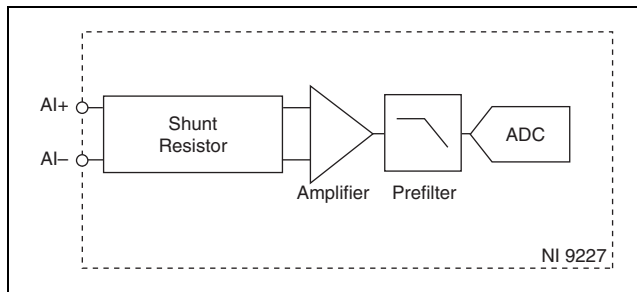 AI+
AI–
Shunt
Resistor
Amplifier
Prefilter
ADC
NI 9227